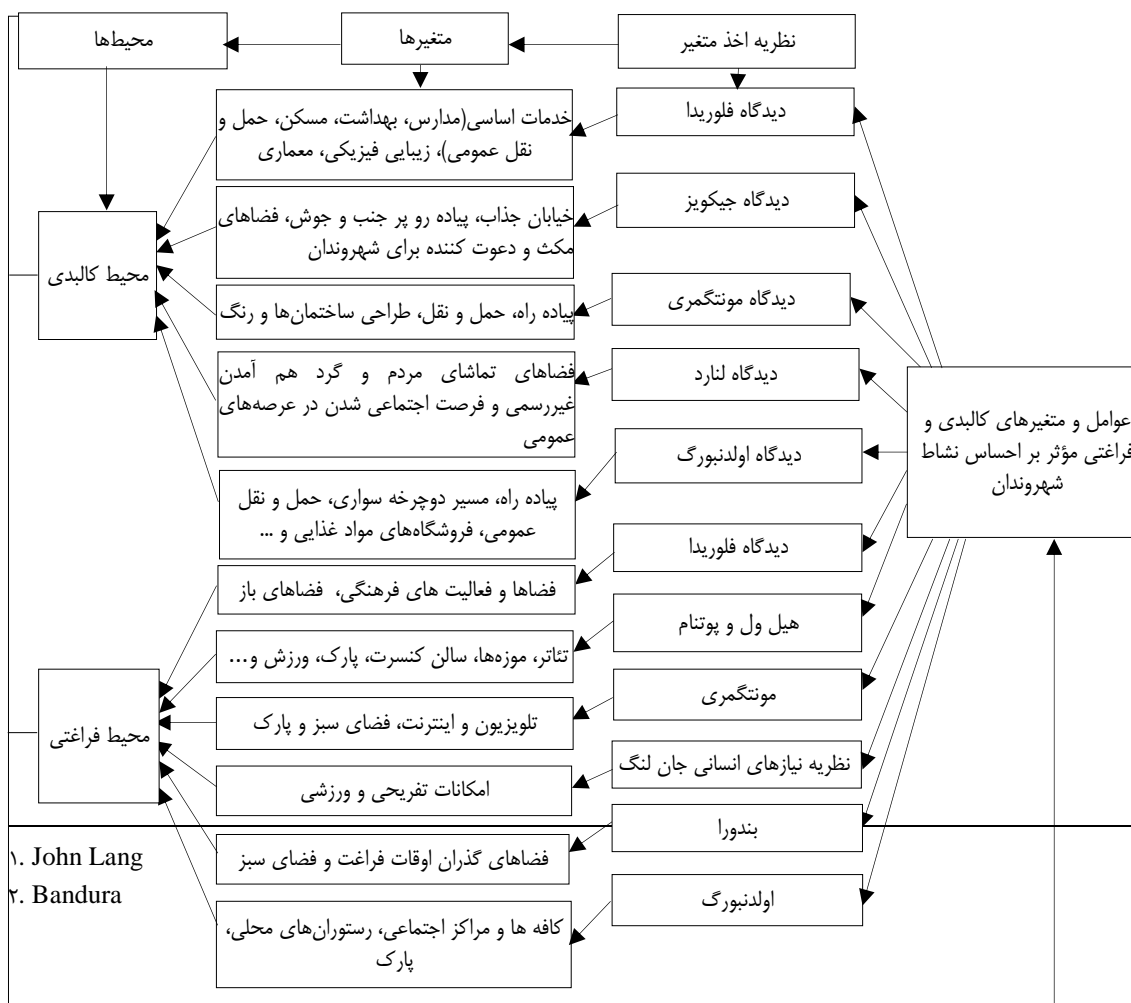 نظریه اخذ متغیر
متغیرها
محیط‌ها
عوامل و متغیرهای کالبدی و
فراغتی مؤثر بر احساس نشاط
شهروندان
دیدگاه فلوریدا
خدمات اساسی(مدارس، بهداشت، مسکن، حمل و
نقل عمومی)، زیبایی فیزیکی، معماری
دیدگاه جیکوبز
خیابان جذاب، پیاده رو پر جنب و جوش، فضاهای
مکث و دعوت کننده برای شهروندان
دیدگاه مونتگمری
پیاده راه، حمل و نقل، طراحی ساختمان‌ها و رنگ
دیدگاه لنارد
فضاهای تماشای مردم و گرد هم آمدن
غیررسمی و فرصت اجتماعی شدن در عرصه‌های
عمومی
دیدگاه اولدنبورگ
پیاده راه، مسیر دوچرخه سواری، حمل و نقل
عمومی، فروشگاه‌های مواد غذایی و ...
محیط کالبدی
دیدگاه فلوریدا
فضاها و فعالیت های فرهنگی، فضاهای باز
هیل ول و پوتنام
تئاتر، موزه‌ها، سالن کنسرت، پارک، ورزش و...
مونتگمری
تلویزیون و اینترنت، فضای سبز و پارک
نظریه نیازهای انسانی جان لنگ
امکانات تفریحی و ورزشی
بندورا
فضاهای گذران اوقات فراغت و فضای سبز
اولدنبورگ
کافه ها و مراکز اجتماعی، رستوران‌های محلی،
پارک
محیط فراغتی
۱. John Lang
۲. Bandura